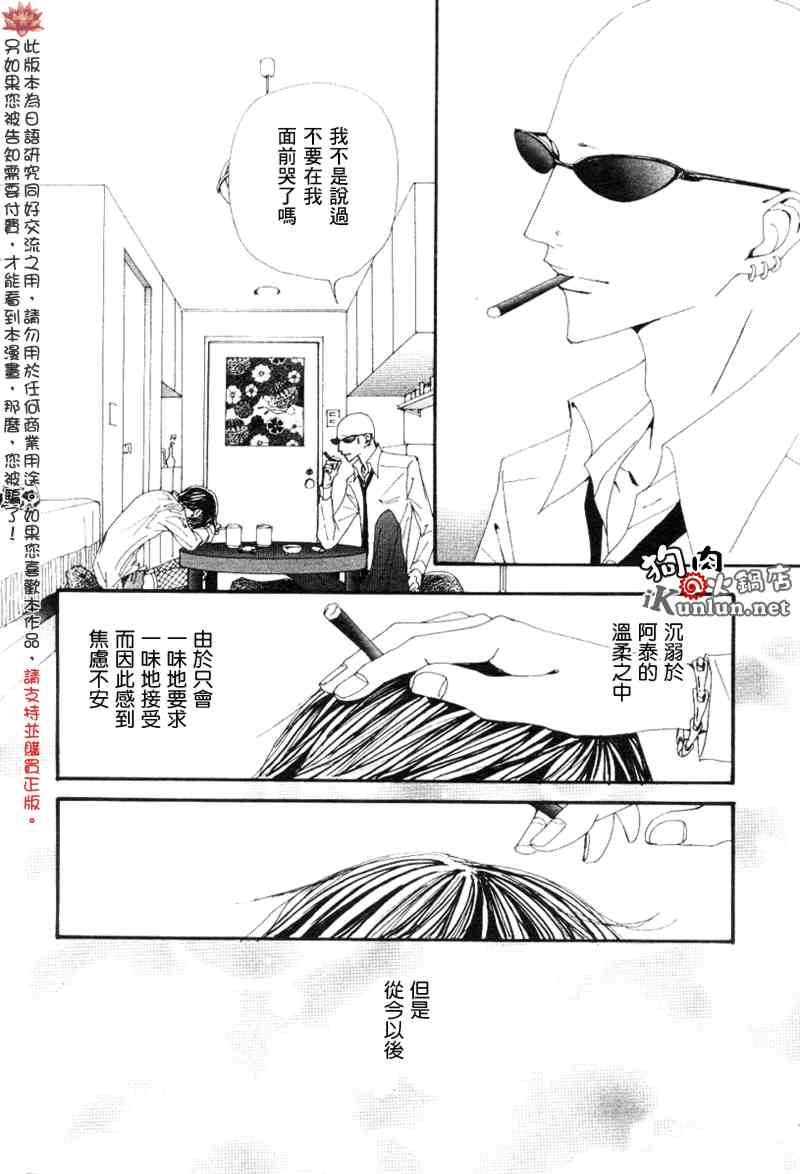 我不是說過
不要在我
面前哭了嗎
狗肉
火鍋店
iKunlun.net
沉溺於
阿泰的
溫柔之中
由於只會
一味地要求
一味地接受
而因此感到
焦慮不安
但是
從今以後
此版本為日語研究同好交流之用，請勿用於任何商業用途。如果您喜歡本作品，請支持並購買正版。
另如果您被告知需要付費，才能看到本漫畫，那麼，您被騙了！